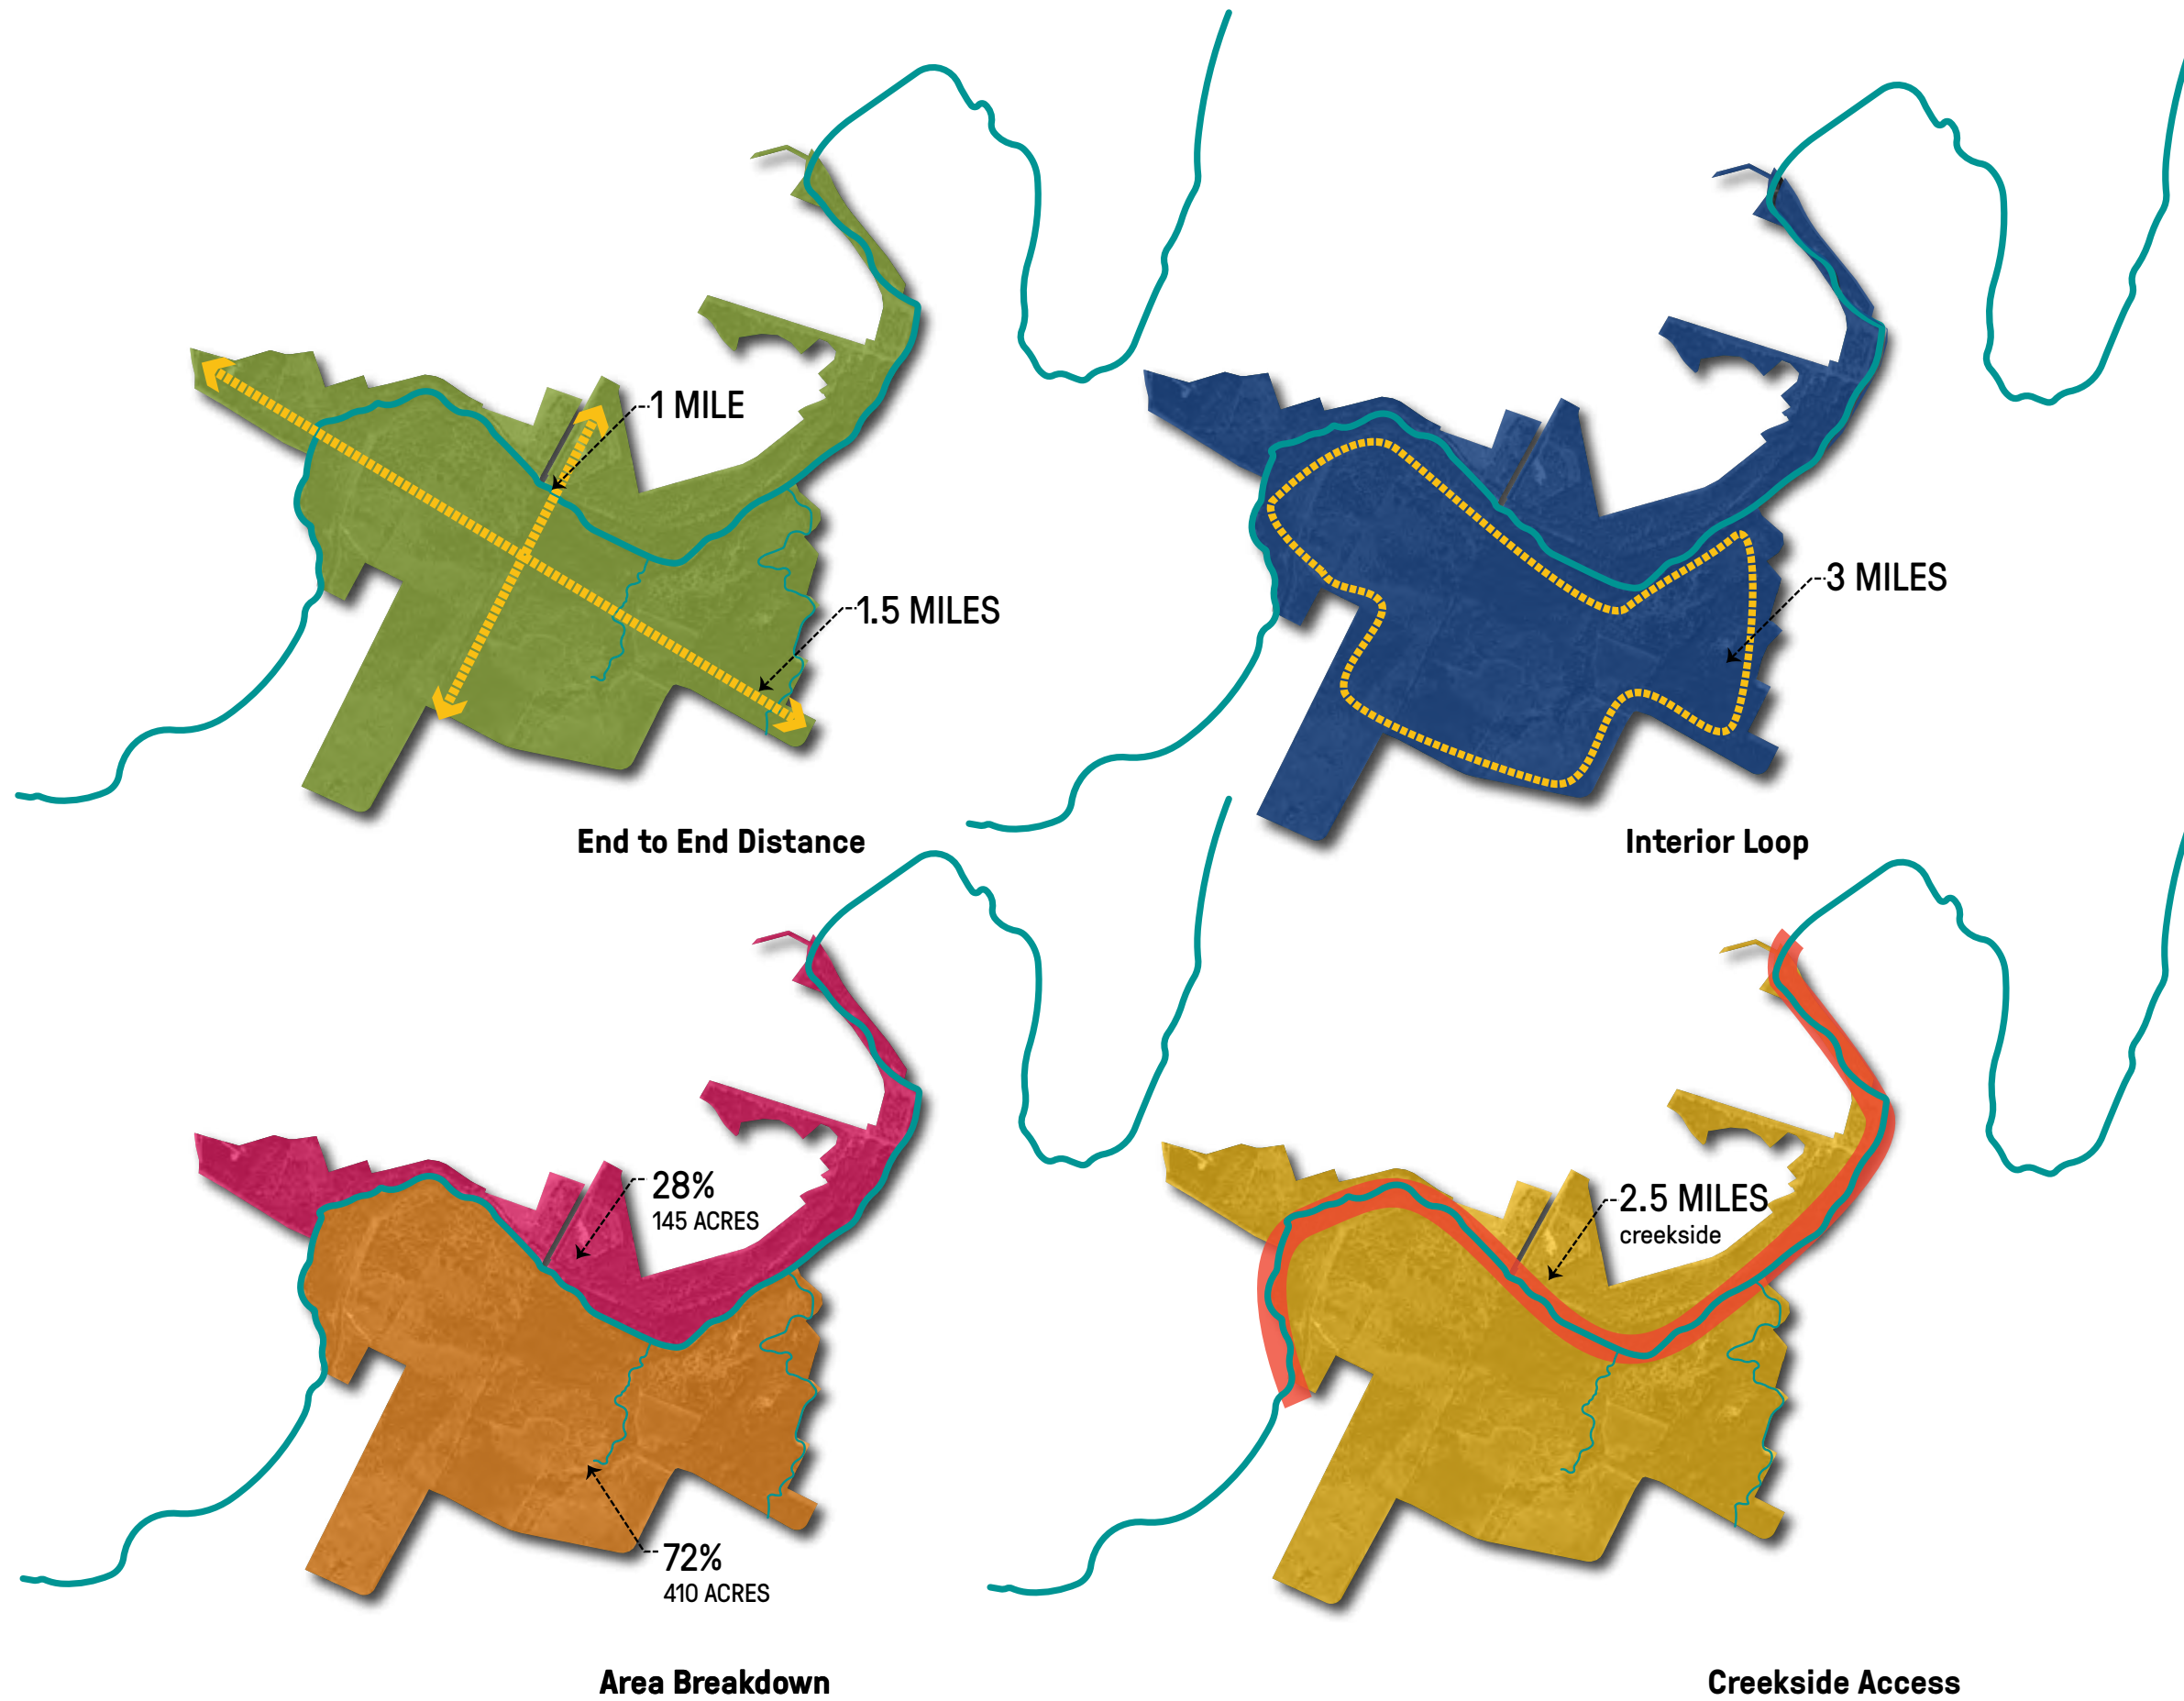 1 MILE
1.5 MILES
End to End Distance
3 MILES
Interior Loop
28%
145 ACRES
72%
410 ACRES
Area Breakdown
2.5 MILES
creekside
Creekside Access